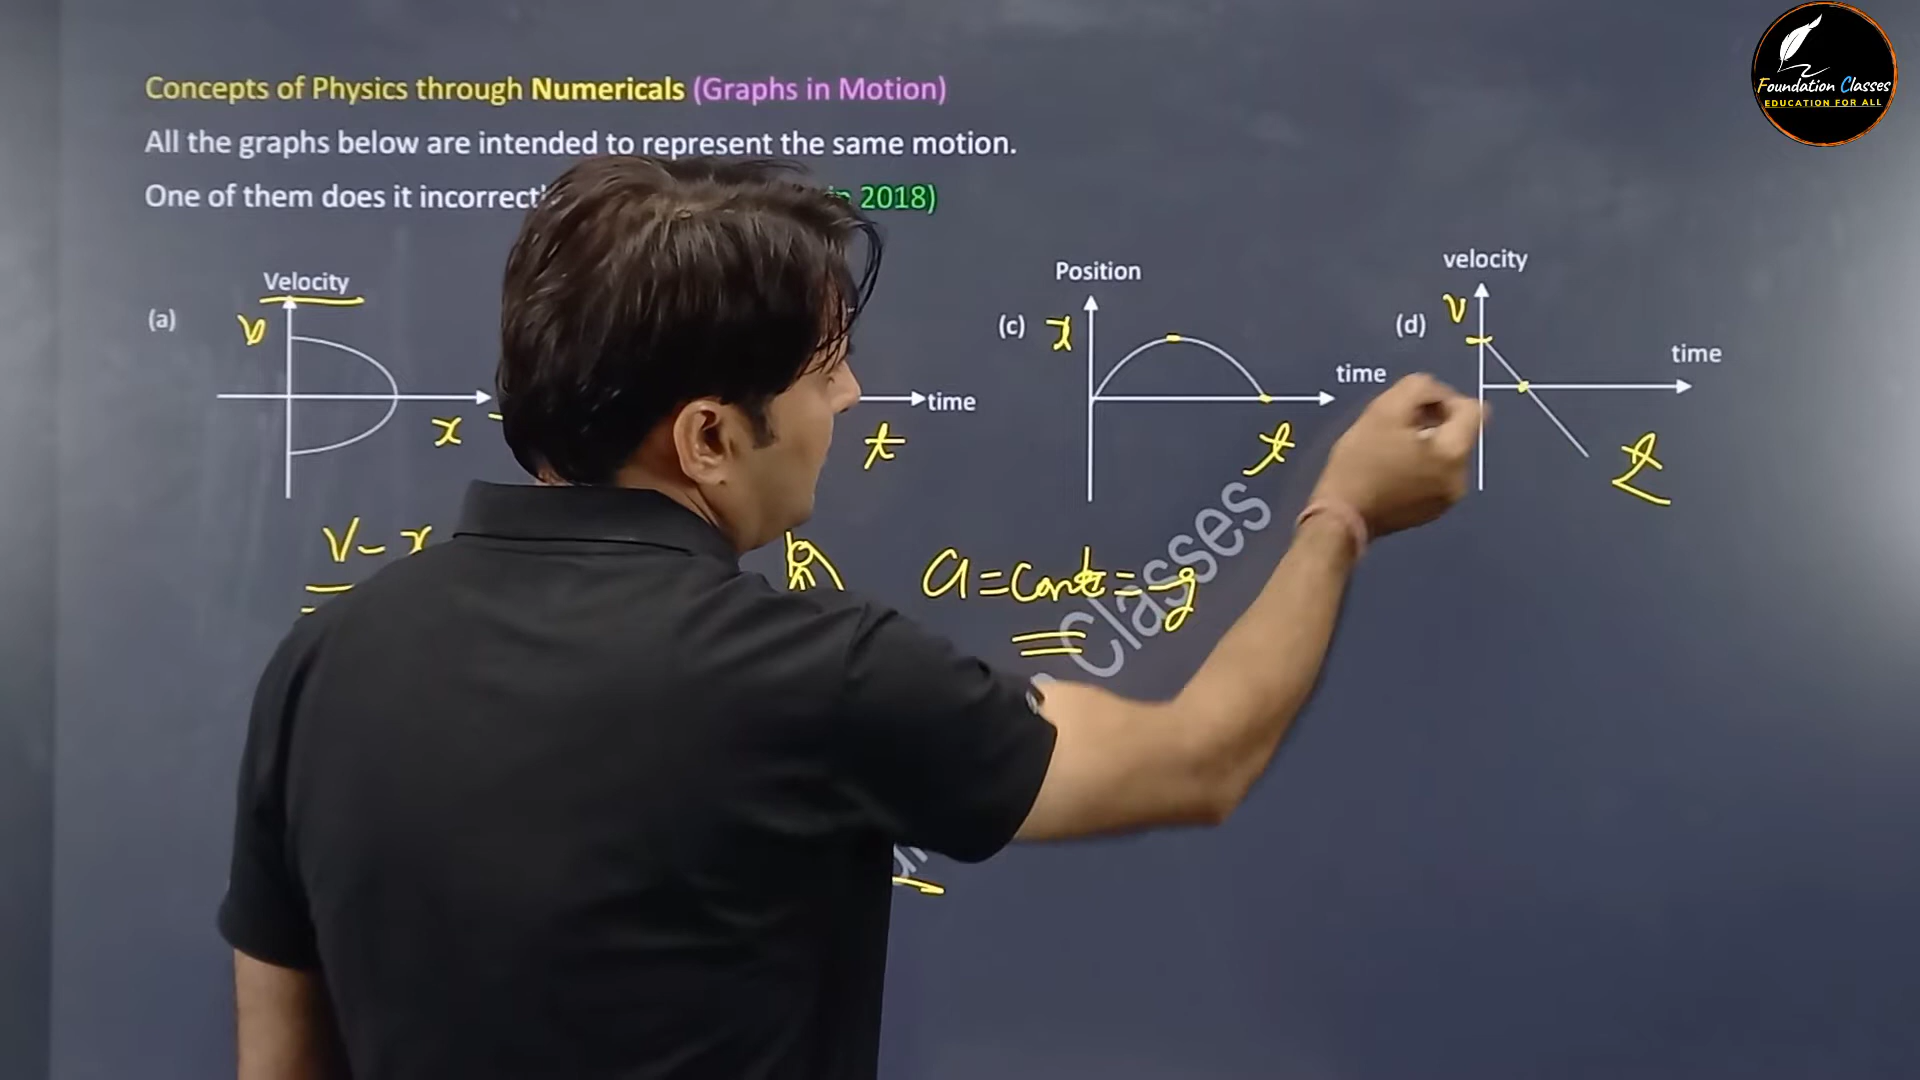 Foundation Classes
EDUCATION FOR ALL
Concepts of Physics through Numericals (Graphs in Motion)
All the graphs below are intended to represent the same motion.
One of them does it 2018)
(a) Velocity
v
x
time
t
(c) Position
x
time
t
(d) velocity
v
time
t
V - x
a = Const = -g
Classes